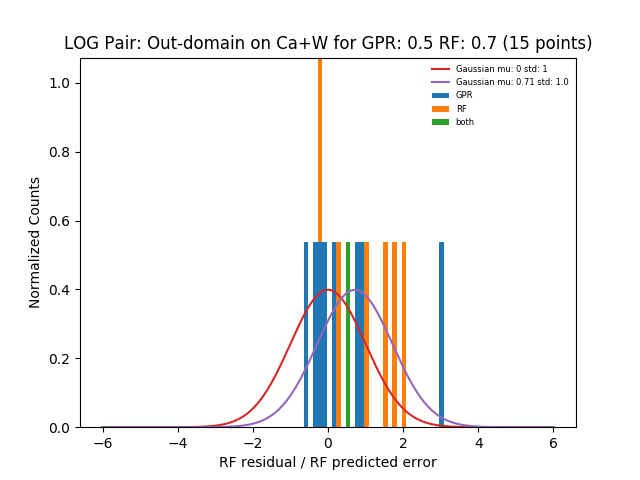 LOG Pair: Out-domain on Ca+W for GPR: 0.5 RF: 0.7 (15 points)
Gaussian mu: 0 std: 1
Gaussian mu: 0.71 std: 1.0
GPR
RF
both
1.0
0.8
0.6
0.4
0.2
0.0
Normalized Counts
−6 −4 −2 0 2 4 6
RF residual / RF predicted error